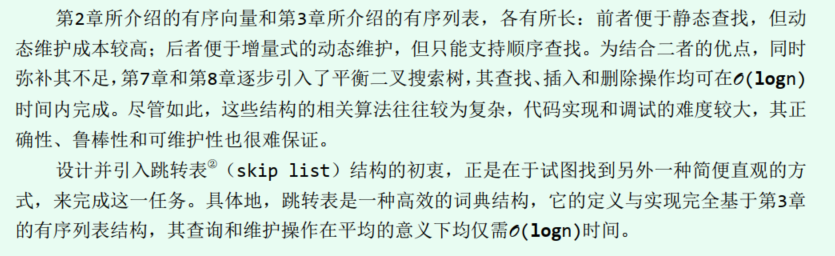 第2章所介绍的有序向量和第3章所介绍的有序列表，各有所长：前者便于静态查找，但动
态维护成本较高；后者便于增量式的动态维护，但只能支持顺序查找。为结合二者的优点，同时
弥补其不足，第7章和第8章逐步引入了平衡二叉搜索树，其查找、插入和删除操作均可在O(logn)
时间内完成。尽管如此，这些结构的相关算法往往较为复杂，代码实现和调试的难度较大，其正
确性、鲁棒性和可维护性也很难保证。
设计并引入跳转表②（skip list）结构的初衷，正是在于试图找到另外一种简便直观的方
式，来完成这一任务。具体地，跳转表是一种高效的词典结构，它的定义与实现完全基于第3章
的有序列表结构，其查询和维护操作在平均的意义下均仅需O(logn)时间。